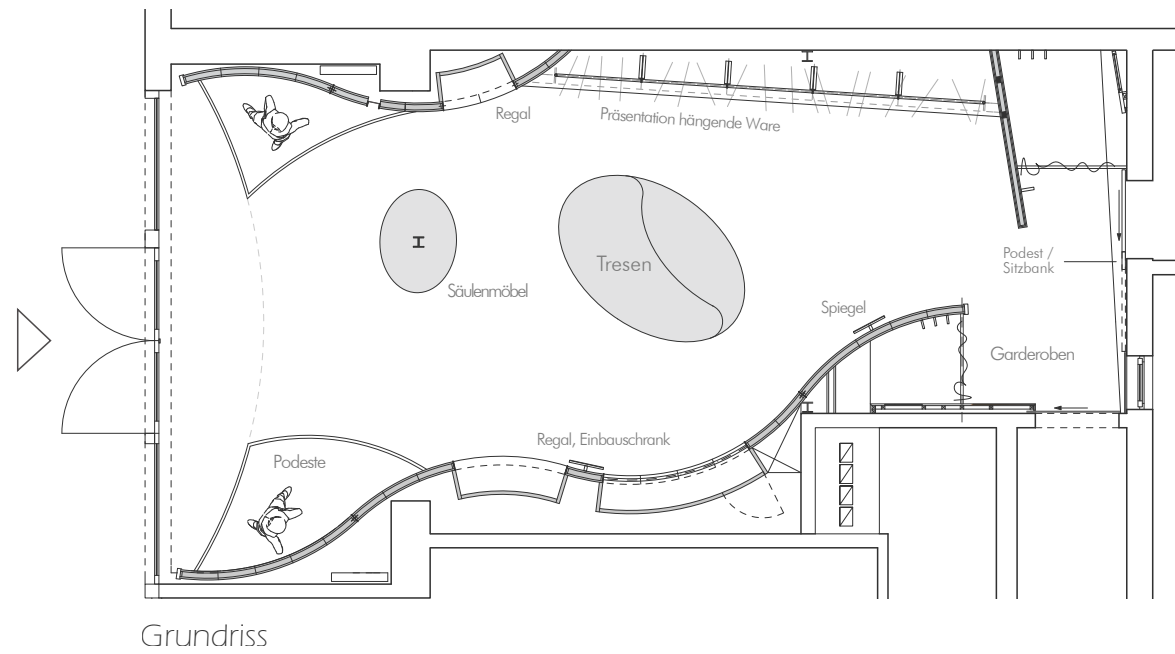 Regal
Präsentation hängende Ware
Tresen
Säulenmöbel
Podest /
Sitzbank
Spiegel
Garderoben
Regal, Einbauschrank
Podeste
Grundriss